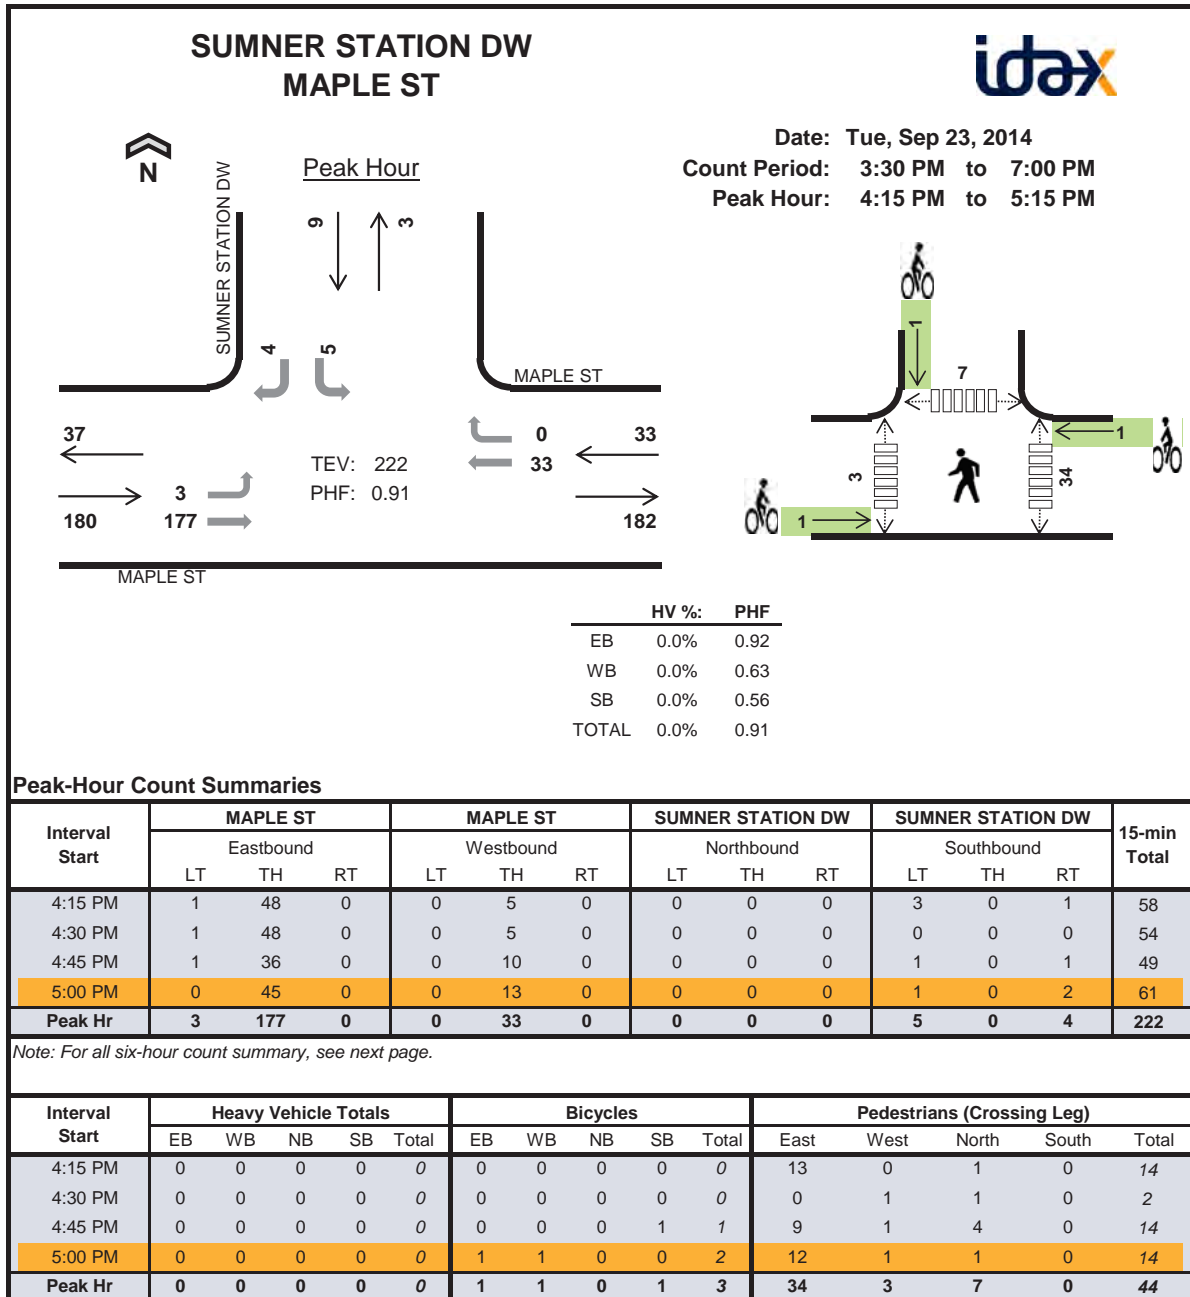 SUMNER STATION DW
MAPLE ST
idax
Date: Tue, Sep 23, 2014
Count Period: 3:30 PM to 7:00 PM
Peak Hour: 4:15 PM to 5:15 PM
N
SUMNER STATION DW
Peak Hour
9 3
4 5
MAPLE ST
37
0 33
33
TEV: 222
PHF: 0.91
3
180 177
182
MAPLE ST
1
7
1
3
34
1
HV %: PHF
EB 0.0% 0.92
WB 0.0% 0.63
SB 0.0% 0.56
TOTAL 0.0% 0.91
Peak-Hour Count Summaries
Interval Start MAPLE ST MAPLE ST SUMNER STATION DW SUMNER STATION DW 15-min Total
Eastbound Westbound Northbound Southbound
LT TH RT LT TH RT LT TH RT LT TH RT
4:15 PM 1 48 0 0 5 0 0 0 0 3 0 1 58
4:30 PM 1 48 0 0 5 0 0 0 0 0 0 0 54
4:45 PM 1 36 0 0 10 0 0 0 0 1 0 1 49
5:00 PM 0 45 0 0 13 0 0 0 0 1 0 2 61
Peak Hr 3 177 0 0 33 0 0 0 0 5 0 4 222
Note: For all six-hour count summary, see next page.
Interval Start Heavy Vehicle Totals Bicycles Pedestrians (Crossing Leg)
EB WB NB SB Total EB WB NB SB Total East West North South Total
4:15 PM 0 0 0 0 0 0 0 0 0 0 13 0 1 0 14
4:30 PM 0 0 0 0 0 0 0 0 0 0 0 1 1 0 2
4:45 PM 0 0 0 0 0 0 0 0 1 1 9 1 4 0 14
5:00 PM 0 0 0 0 0 1 1 0 0 2 12 1 1 0 14
Peak Hr 0 0 0 0 0 1 1 0 1 3 34 3 7 0 44